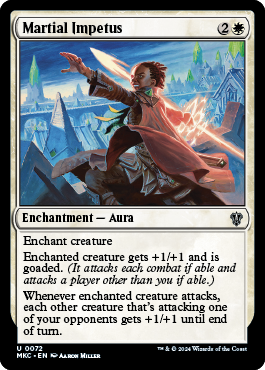 Martial Impetus 2
Enchantment — Aura
Enchant creature
Enchanted creature gets +1/+1 and is
goaded. (It attacks each combat if able and
attacks a player other than you if able.)
Whenever enchanted creature attacks,
each other creature that's attacking one
of your opponents gets +1/+1 until end
of turn.
U 0072
MKC • EN AARON MILLER
™ & © 2024 Wizards of the Coast